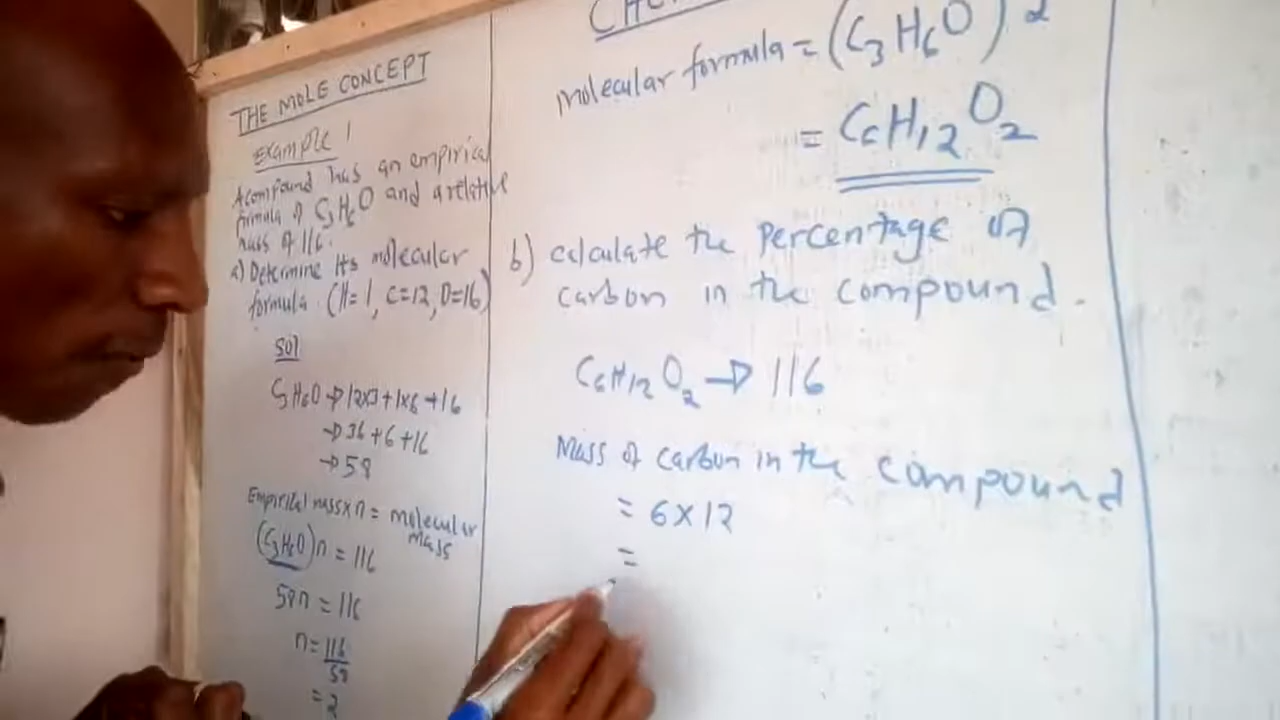 THE MOLE CONCEPT
Example 1
A compound has an empirical
formula of C3H6O and a relative
mass of 116.
a) Determine its molecular
formula. (H=1, C=12, O=16)
Sol
C3H6O → 12x3+1x6+16
→ 36+6+16
→ 58
Empirical mass x n = molecular
mass
(C3H6O)n = 116
58n = 116
n = 116/58
= 2
molecular formula = (C3H6O)2
= C6H12O2
b) calculate the percentage of
carbon in the compound.
C6H12O2 → 116
Mass of carbon in the compound
= 6 x 12
=